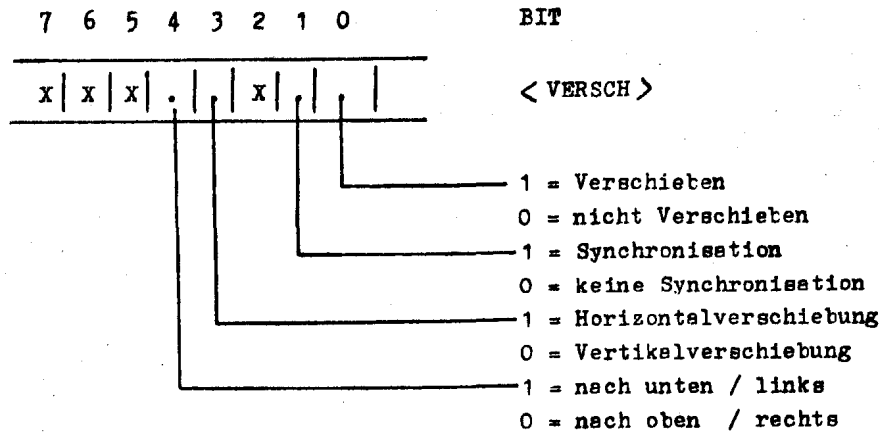 7 6 5 4 3 2 1 0 BIT
x| x |x| . | . | x| . | . | < VERSCH >
1 = Verschieben
0 = nicht Verschieben
1 = Synchronisation
0 = keine Synchronisation
1 = Horizontalverschiebung
0 = Vertikalverschiebung
1 = nach unten / links
0 = nach oben / rechts